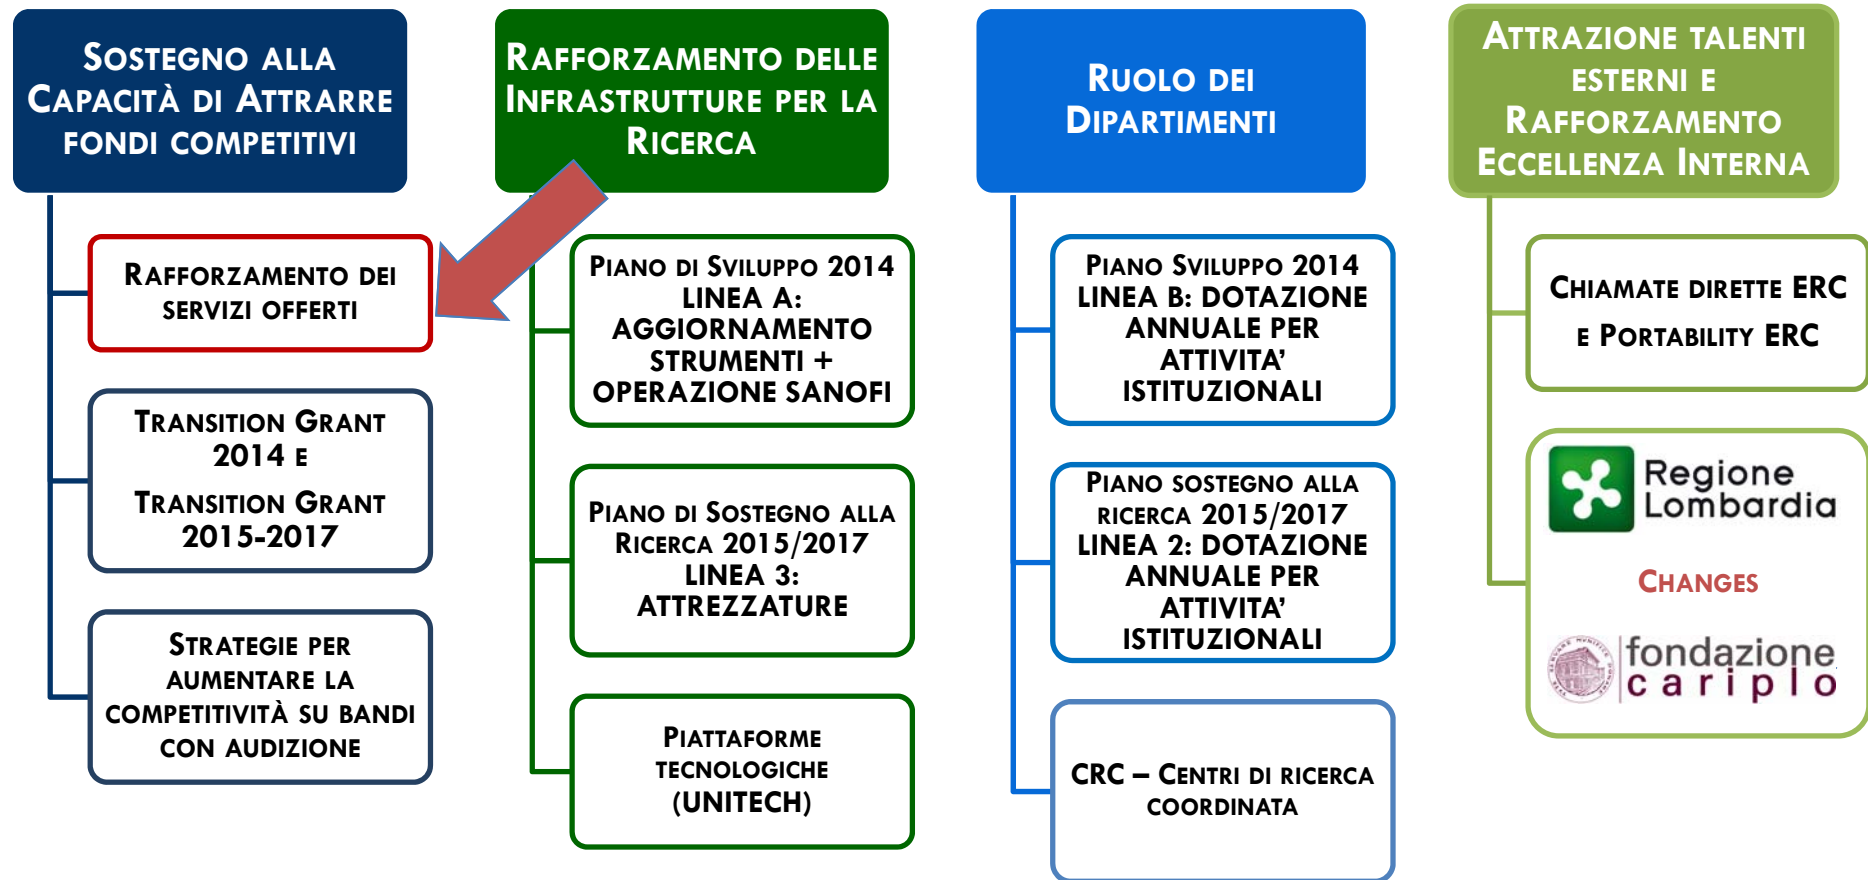 SOSTEGNO ALLA
CAPACITÀ DI ATTRARRE
FONDI COMPETITIVI
RAFFORZAMENTO DEI
SERVIZI OFFERTI
TRANSITION GRANT
2014 E
TRANSITION GRANT
2015-2017
STRATEGIE PER
AUMENTARE LA
COMPETITIVITÀ SU BANDI
CON AUDIZIONE
RAFFORZAMENTO DELLE
INFRASTRUTTURE PER LA
RICERCA
PIANO DI SVILUPPO 2014
LINEA A:
AGGIORNAMENTO
STRUMENTI +
OPERAZIONE SANOFI
PIANO DI SOSTEGNO ALLA
RICERCA 2015/2017
LINEA 3:
ATTREZZATURE
PIATTAFORME
TECNOLOGICHE
(UNITECH)
RUOLO DEI
DIPARTIMENTI
PIANO SVILUPPO 2014
LINEA B: DOTAZIONE
ANNUALE PER
ATTIVITA’
ISTITUZIONALI
PIANO SOSTEGNO ALLA
RICERCA 2015/2017
LINEA 2: DOTAZIONE
ANNUALE PER
ATTIVITA’
ISTITUZIONALI
CRC – CENTRI DI RICERCA
COORDINATA
ATTRAZIONE TALENTI
ESTERNI E
RAFFORZAMENTO
ECCELLENZA INTERNA
CHIAMATE DIRETTE ERC
E PORTABILITY ERC
Regione
Lombardia
CHANGES
fondazione
cariplo